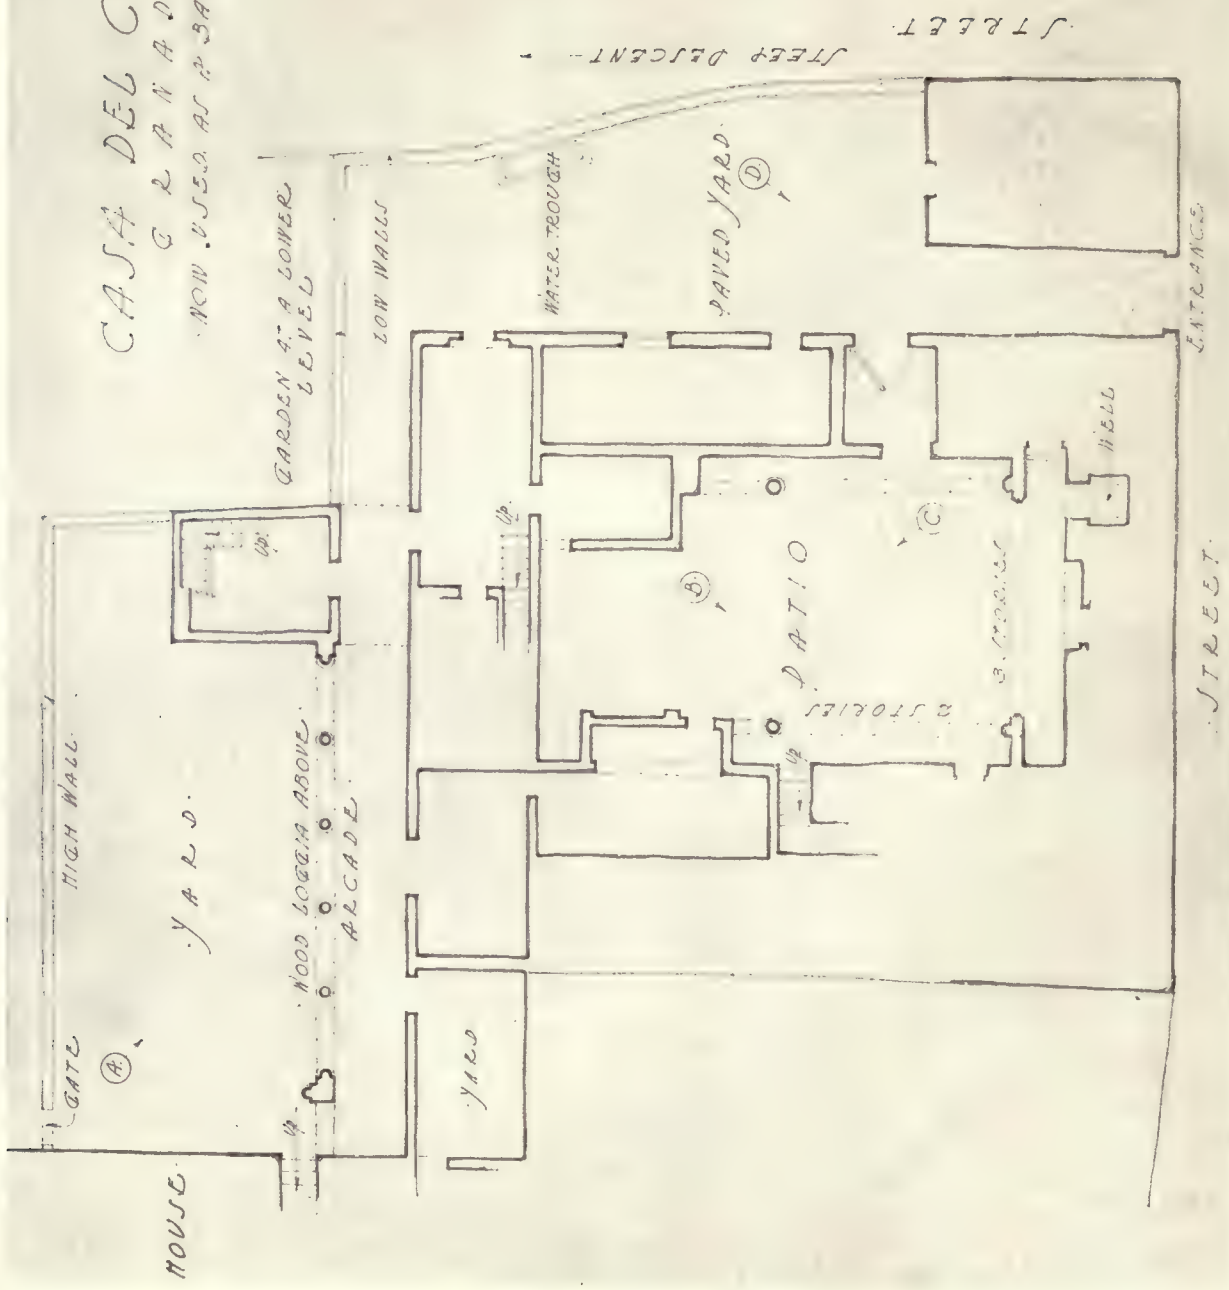 CASA DEL C
GRANAD
NOW USED AS A BA
STREET
STEEP DESCENT
GARDEN AT A LOWER
LEVEL
LOW WALLS
WATER TROUGH
PAVED YARD
D.
ENTRANCE
HIGH WALL
GATE
A.
YARD
HOUSE
WOOD LOGGIA ABOVE
ARCADE
Up.
Up.
Up.
Up
YARD
B.
PATIO
C
2 STORIES
3 STORIES
WELL
STREET